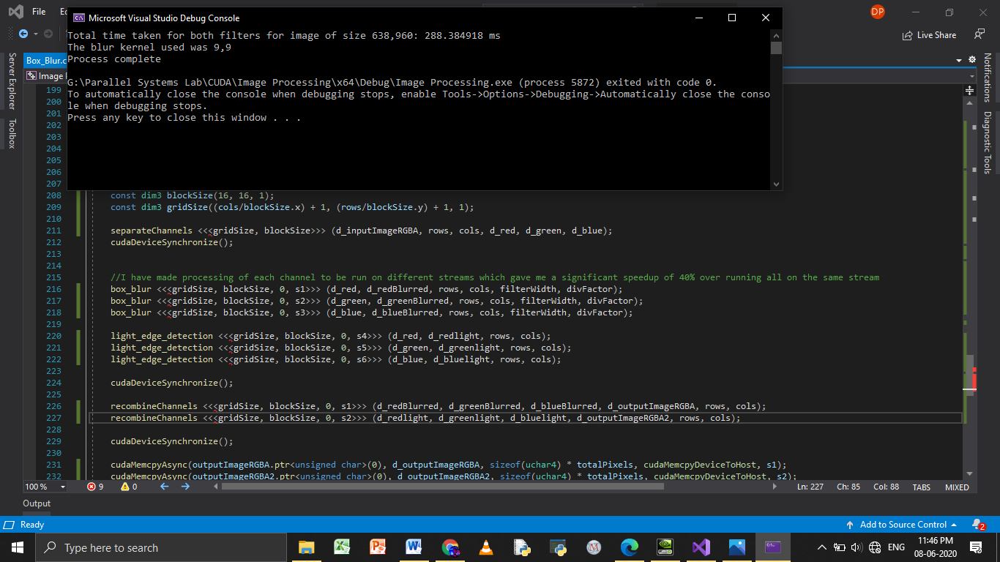 File
Microsoft Visual Studio Debug Console
DP
Total time taken for both filters for image of size 638,960: 288.384918 ms
The blur kernel used was 9,9
Process complete
G:\Parallel Systems Lab\CUDA\Image Processing\x64\Debug\Image Processing.exe (process 5872) exited with code 0.
To automatically close the console when debugging stops, enable Tools->Options->Debugging->Automatically close the conso
le when debugging stops.
Press any key to close this window . . .
Live Share
Server Explorer
Toolbox
Notifications
Diagnostic Tools
Box_Blur.c
Image
199
200
201
202
203
204
205
206
207
208 const dim3 blockSize(16, 16, 1);
209 const dim3 gridSize((cols/blockSize.x) + 1, (rows/blockSize.y) + 1, 1);
210
211 separateChannels <<<gridSize, blockSize>>> (d_inputImageRGBA, rows, cols, d_red, d_green, d_blue);
212 cudaDeviceSynchronize();
213
214
215 //I have made processing of each channel to be run on different streams which gave me a significant speedup of 40% over running all on the same stream
216 box_blur <<<gridSize, blockSize, 0, s1>>> (d_red, d_redBlurred, rows, cols, filterWidth, divFactor);
217 box_blur <<<gridSize, blockSize, 0, s2>>> (d_green, d_greenBlurred, rows, cols, filterWidth, divFactor);
218 box_blur <<<gridSize, blockSize, 0, s3>>> (d_blue, d_blueBlurred, rows, cols, filterWidth, divFactor);
219
220 light_edge_detection <<<gridSize, blockSize, 0, s4>>> (d_red, d_redlight, rows, cols);
221 light_edge_detection <<<gridSize, blockSize, 0, s5>>> (d_green, d_greenlight, rows, cols);
222 light_edge_detection <<<gridSize, blockSize, 0, s6>>> (d_blue, d_bluelight, rows, cols);
223
224 cudaDeviceSynchronize();
225
226 recombineChannels <<<gridSize, blockSize, 0, s1>>> (d_redBlurred, d_greenBlurred, d_blueBlurred, d_outputImageRGBA, rows, cols);
227 recombineChannels <<<gridSize, blockSize, 0, s2>>> (d_redlight, d_greenlight, d_bluelight, d_outputImageRGBA2, rows, cols);
228
229 cudaDeviceSynchronize();
230
231 cudaMemcpyAsync(outputImageRGBA.ptr<unsigned char>(0), d_outputImageRGBA, sizeof(uchar4) * totalPixels, cudaMemcpyDeviceToHost, s1);
232 cudaMemcpyAsync(outputImageRGBA2.ptr<unsigned char>(0), d_outputImageRGBA2, sizeof(uchar4) * totalPixels, cudaMemcpyDeviceToHost, s2);
100 % 9 0 Ln: 227 Ch: 85 Col: 88 TABS MIXED
Output
Ready Add to Source Control 2
Type here to search
ENG
11:46 PM
08-06-2020